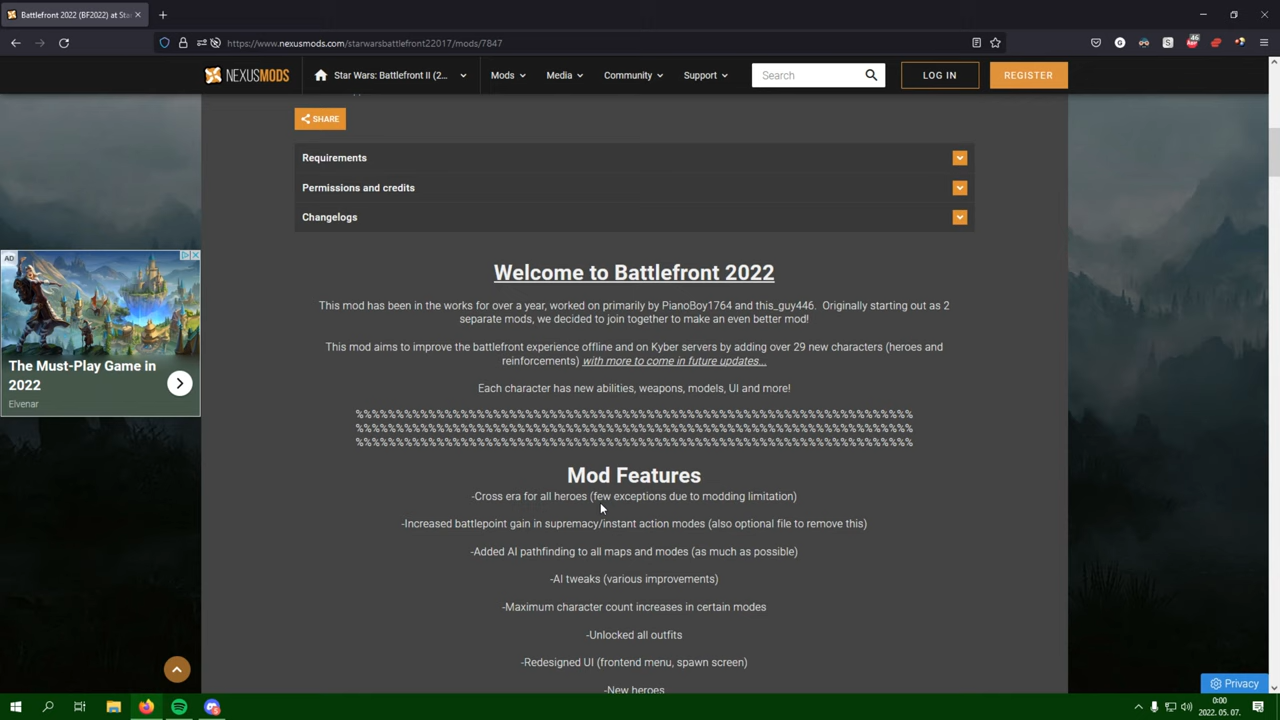 Battlefront 2022 (BF2022) at Star
https://www.nexusmods.com/starwarsbattlefront22017/mods/7847
46
NEXUSMODS
Star Wars: Battlefront II (2...
Mods
Media
Community
Support
Search
LOG IN
REGISTER
SHARE
Requirements
Permissions and credits
Changelogs
Welcome to Battlefront 2022
This mod has been in the works for over a year, worked on primarily by PianoBoy1764 and this_guy446. Originally starting out as 2
separate mods, we decided to join together to make an even better mod!
This mod aims to improve the battlefront experience offline and on Kyber servers by adding over 29 new characters (heroes and
reinforcements) with more to come in future updates...
Each character has new abilities, weapons, models, UI and more!
%%%%%%%%%%%%%%%%%%%%%%%%%%%%%%%%%%%%%%%%%%%%%%%%%%%%%%%%%%%%%%%%%%%%%
%%%%%%%%%%%%%%%%%%%%%%%%%%%%%%%%%%%%%%%%%%%%%%%%%%%%%%%%%%%%%%%%%%%%%
%%%%%%%%%%%%%%%%%%%%%%%%%%%%%%%%%%%%%%%%%%%%%%%%%%%%%%%%%%%%%%%%%%%%%
Mod Features
-Cross era for all heroes (few exceptions due to modding limitation)
-Increased battlepoint gain in supremacy/instant action modes (also optional file to remove this)
-Added AI pathfinding to all maps and modes (as much as possible)
-AI tweaks (various improvements)
-Maximum character count increases in certain modes
-Unlocked all outfits
-Redesigned UI (frontend menu, spawn screen)
-New heroes
AD
The Must-Play Game in
2022
Elvenar
Privacy
0:00
2022. 05. 07.